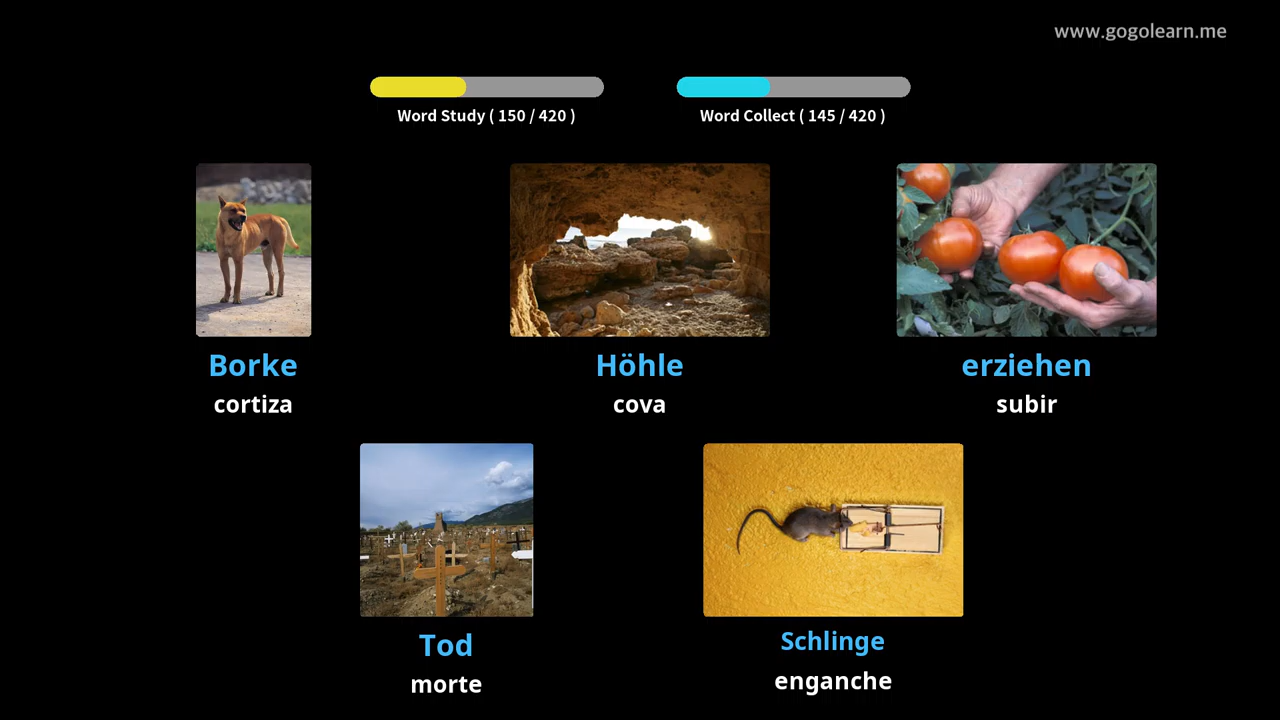 www.gogolearn.me
Word Study ( 150 / 420 )
Word Collect ( 145 / 420 )
Borke
cortiza
Höhle
cova
erziehen
subir
Tod
morte
Schlinge
enganche